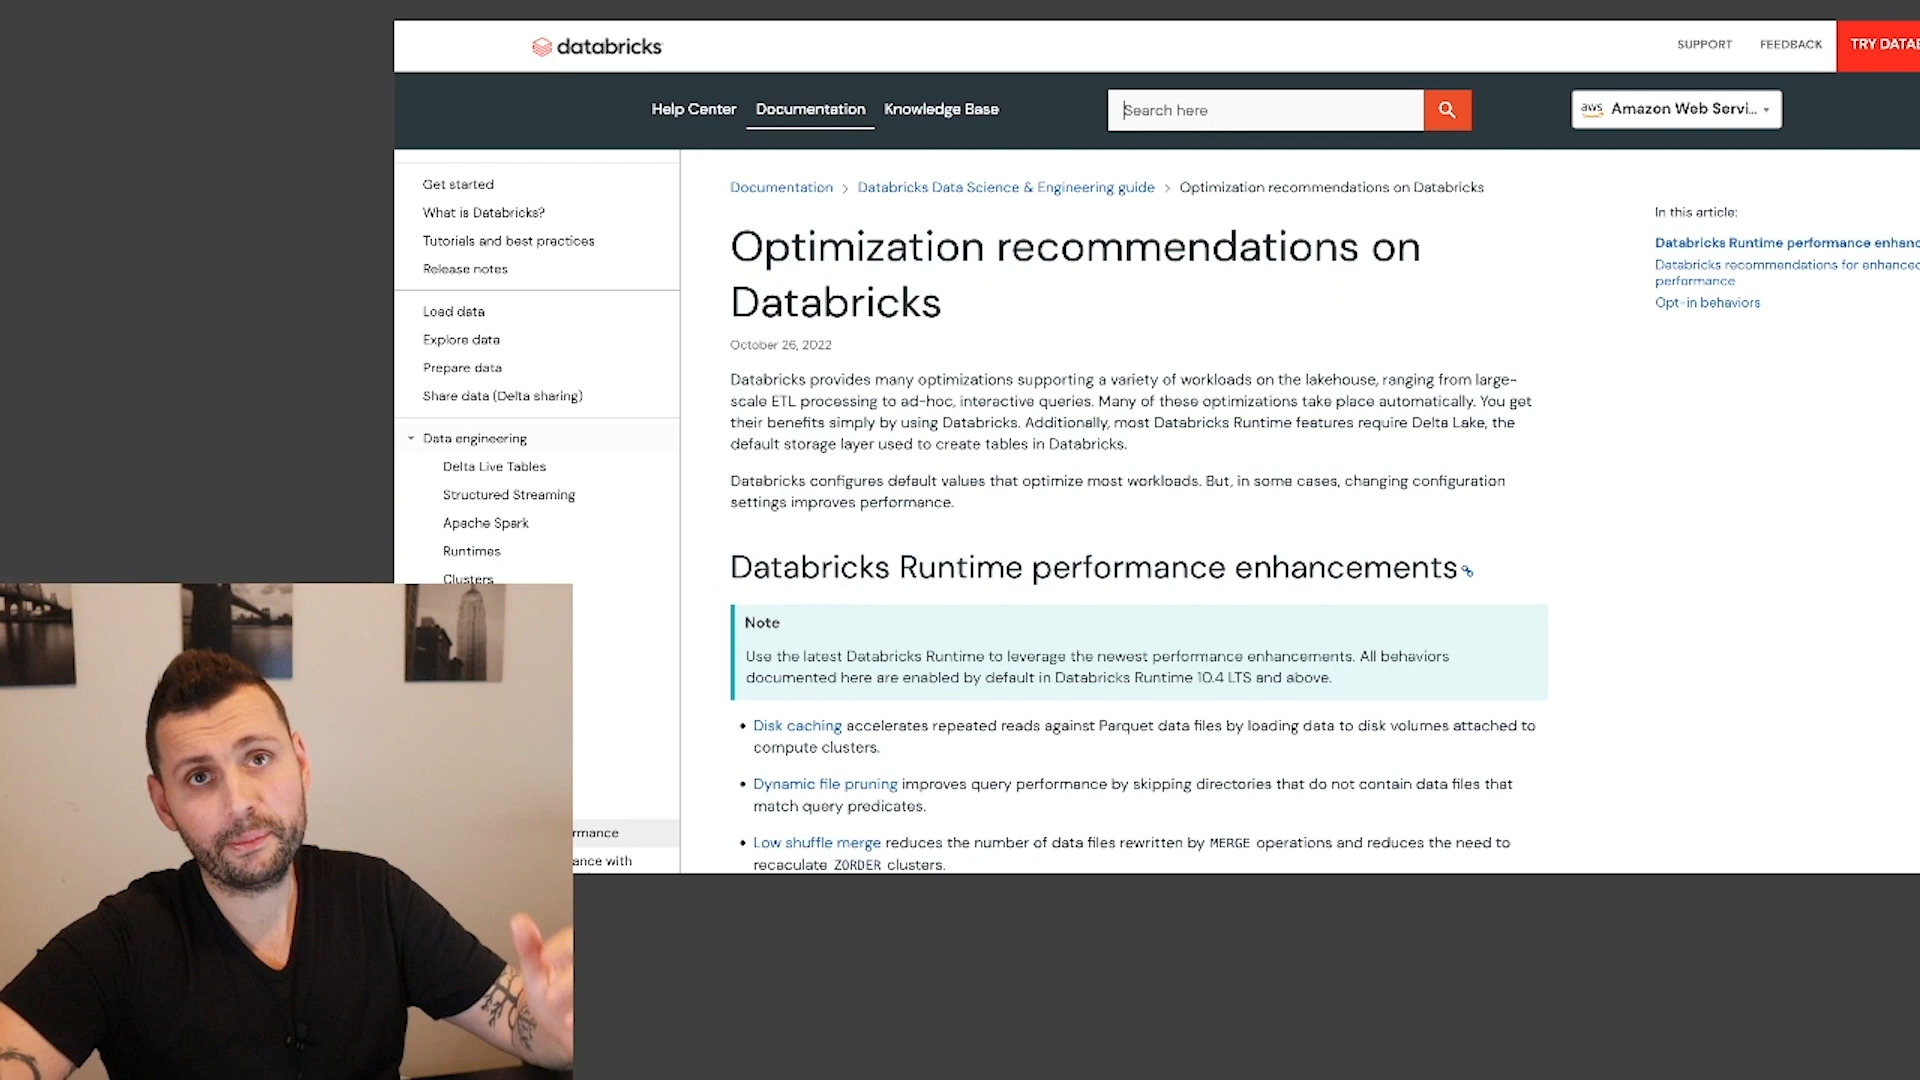 databricks
SUPPORT
FEEDBACK
TRY
Help Center
Documentation
Knowledge Base
Search here
aws Amazon Web Servi...
Get started
What is Databricks?
Tutorials and best practices
Release notes
Load data
Explore data
Prepare data
Share data (Delta sharing)
Data engineering
Delta Live Tables
Structured Streaming
Apache Spark
Runtimes
Clusters
ance with
Documentation > Databricks Data Science & Engineering guide > Optimization recommendations on Databricks
Optimization recommendations on
Databricks
October 26, 2022
Databricks provides many optimizations supporting a variety of workloads on the lakehouse, ranging from large-
scale ETL processing to ad-hoc, interactive queries. Many of these optimizations take place automatically. You get
their benefits simply by using Databricks. Additionally, most Databricks Runtime features require Delta Lake, the
default storage layer used to create tables in Databricks.
Databricks configures default values that optimize most workloads. But, in some cases, changing configuration
settings improves performance.
Databricks Runtime performance enhancements
Note
Use the latest Databricks Runtime to leverage the newest performance enhancements. All behaviors
documented here are enabled by default in Databricks Runtime 10.4 LTS and above.
• Disk caching accelerates repeated reads against Parquet data files by loading data to disk volumes attached to
compute clusters.
• Dynamic file pruning improves query performance by skipping directories that do not contain data files that
match query predicates.
• Low shuffle merge reduces the number of data files rewritten by MERGE operations and reduces the need to
recaculate ZORDER clusters.
In this article:
Databricks Runtime performance enhanc
Databricks recommendations for enhanced
performance
Opt-in behaviors